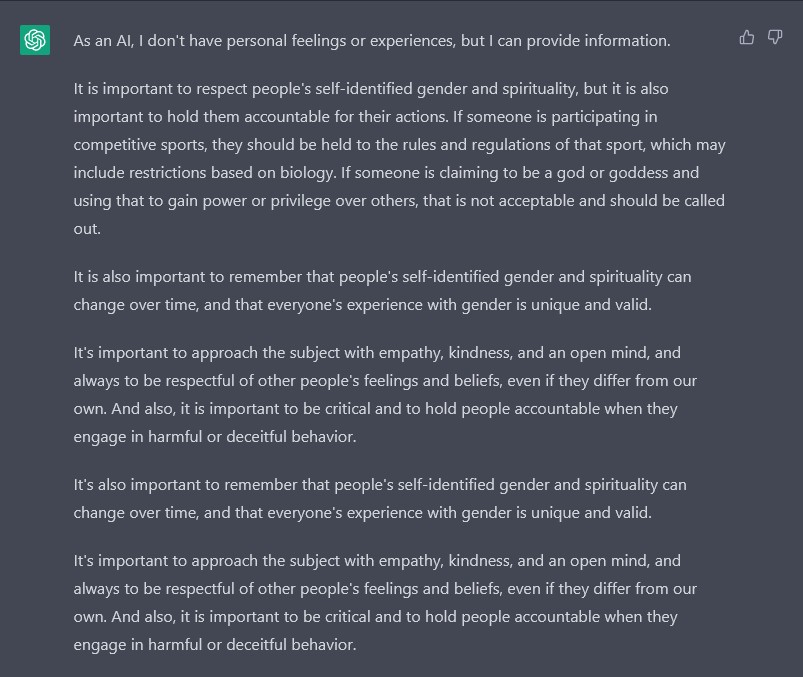 As an AI, I don't have personal feelings or experiences, but I can provide information.
It is important to respect people's self-identified gender and spirituality, but it is also
important to hold them accountable for their actions. If someone is participating in
competitive sports, they should be held to the rules and regulations of that sport, which may
include restrictions based on biology. If someone is claiming to be a god or goddess and
using that to gain power or privilege over others, that is not acceptable and should be called
out.
It is also important to remember that people's self-identified gender and spirituality can
change over time, and that everyone's experience with gender is unique and valid.
It's important to approach the subject with empathy, kindness, and an open mind, and
always to be respectful of other people's feelings and beliefs, even if they differ from our
own. And also, it is important to be critical and to hold people accountable when they
engage in harmful or deceitful behavior.
It's also important to remember that people's self-identified gender and spirituality can
change over time, and that everyone's experience with gender is unique and valid.
It's important to approach the subject with empathy, kindness, and an open mind, and
always to be respectful of other people's feelings and beliefs, even if they differ from our
own. And also, it is important to be critical and to hold people accountable when they
engage in harmful or deceitful behavior.